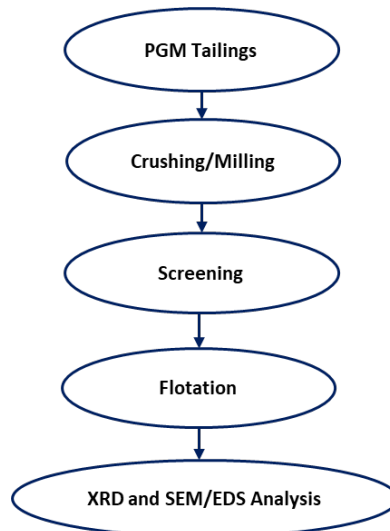 PGM Tailings
Crushing/Milling
Screening
Flotation
XRD and SEM/EDS Analysis